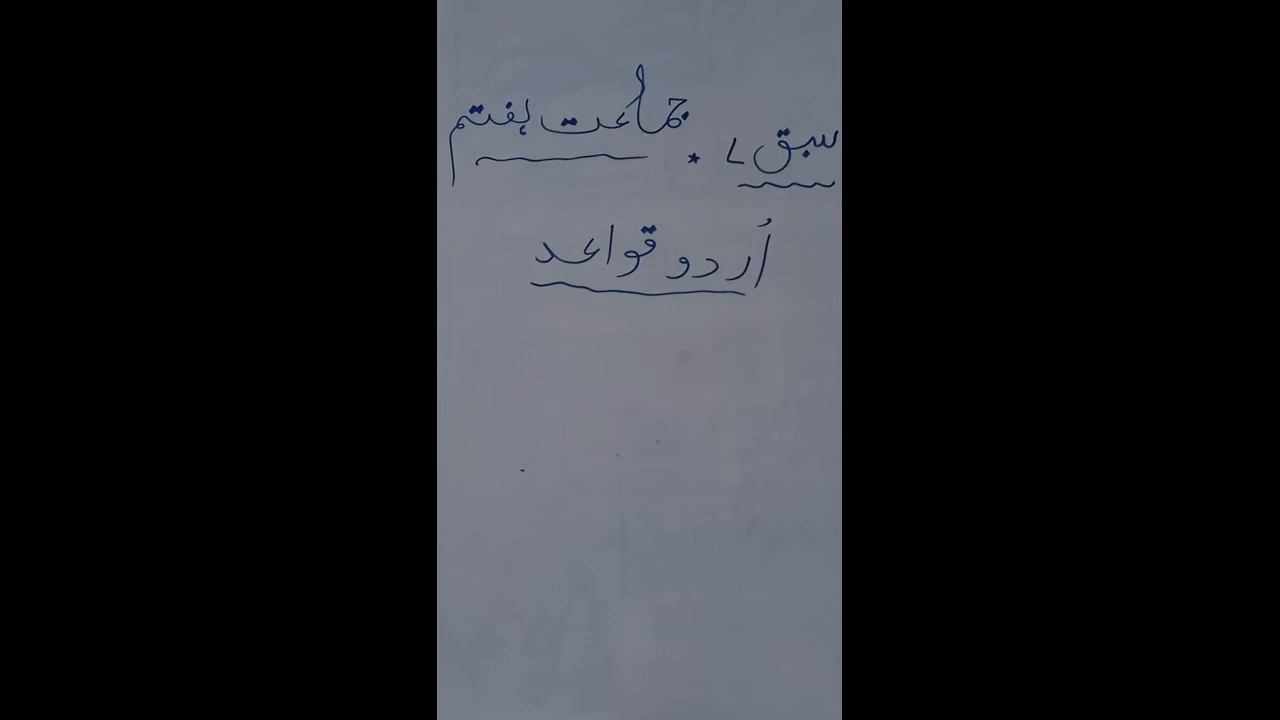 سبق ۷ * جماعت ہفتم
اُردو قواعد